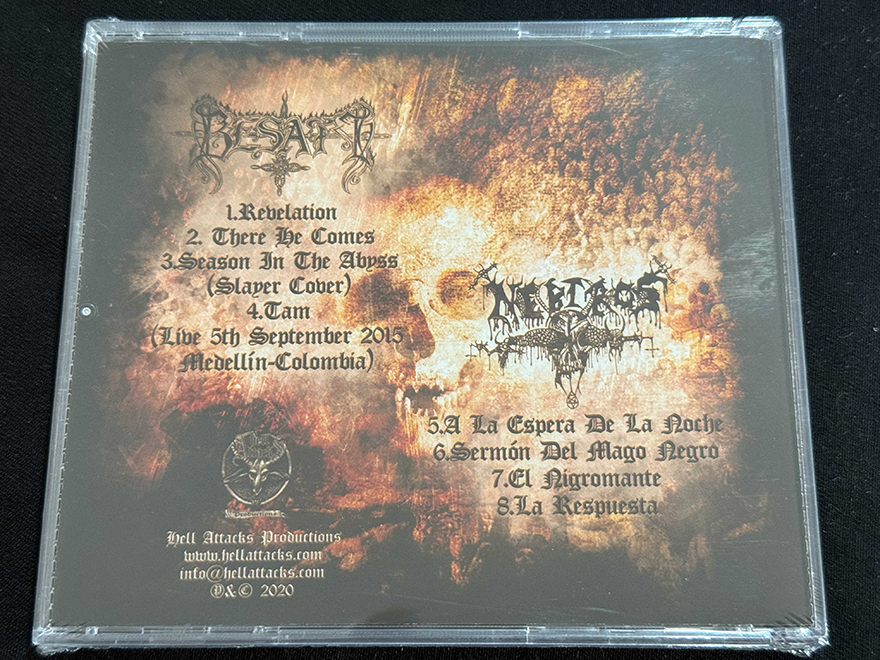 BESATT
1.Revelation
2. There He Comes
3.Season In The Abyss
(Slayer Cover)
4.Tam
(Live 5th September 2015
Medellín-Colombia)
NEBIROS
5.A La Espera De La Noche
6.Sermón Del Mago Negro
7.El Nigromante
8.La Respuesta
Productions
Hell Attacks Productions
www.hellattacks.com
info@hellattacks.com
℗&© 2020